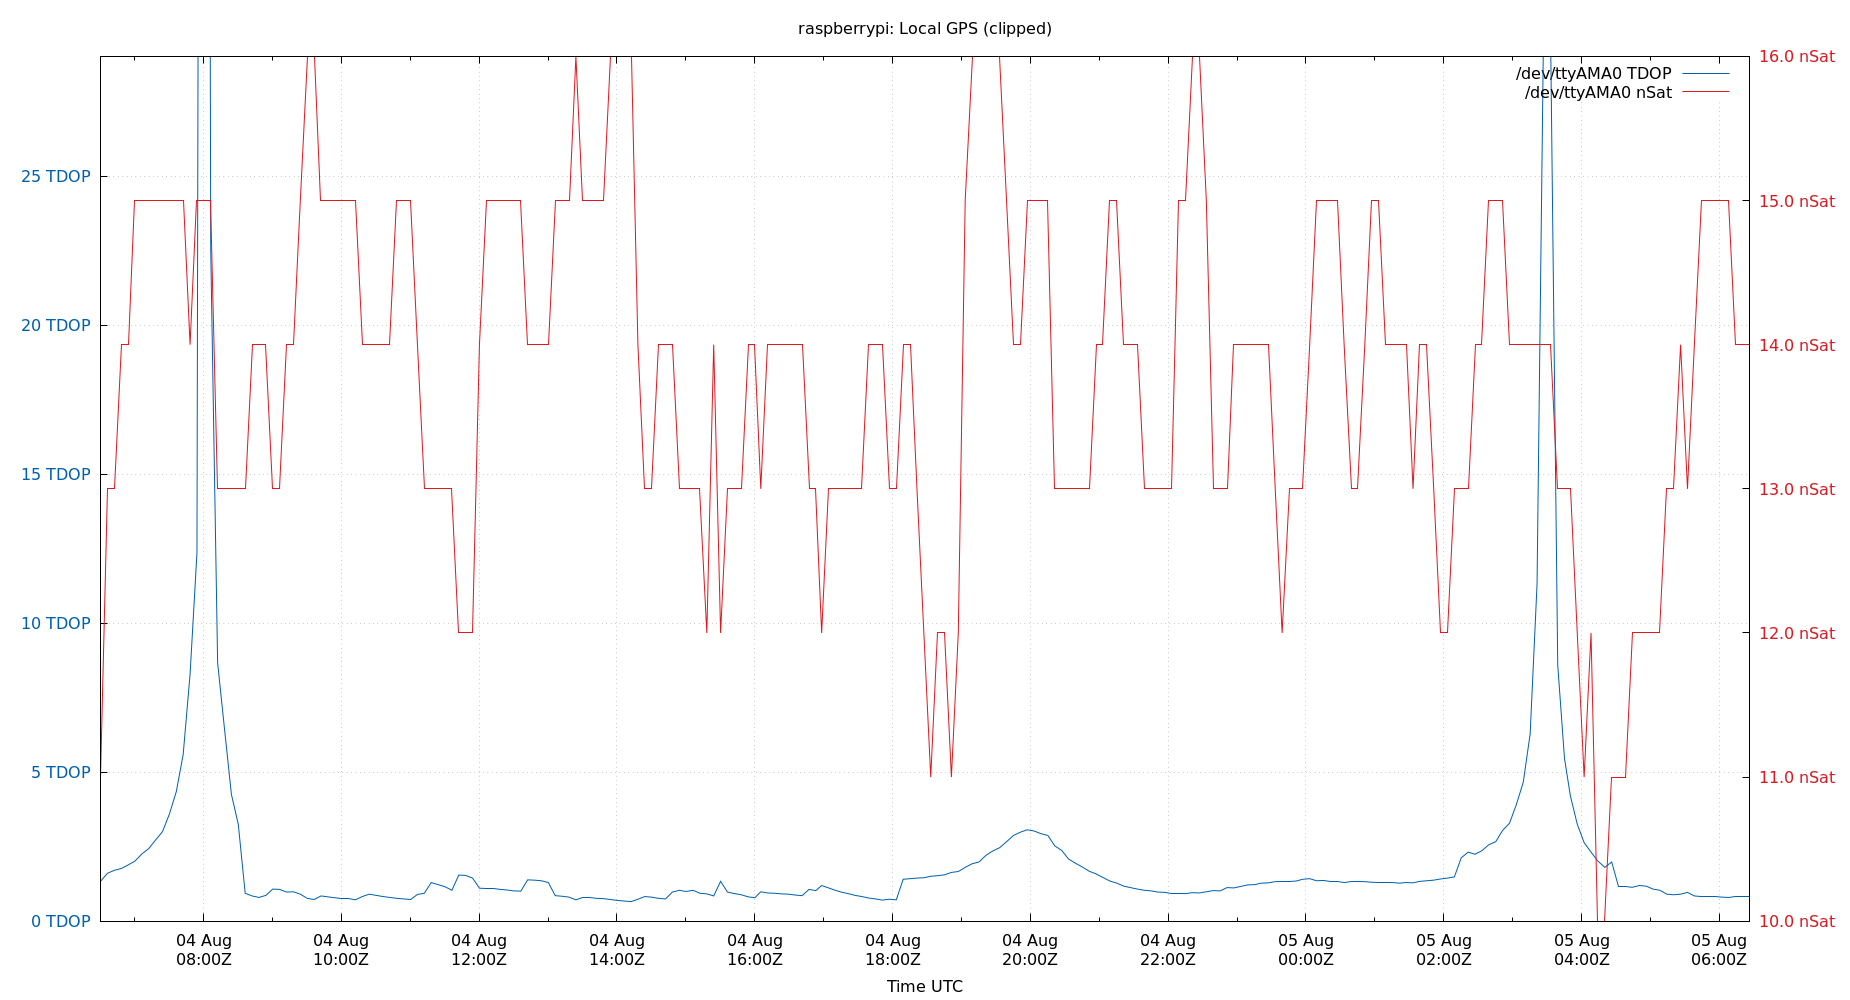 raspberrypi: Local GPS (clipped)
16.0 nSat
/dev/ttyAMA0 TDOP
/dev/ttyAMA0 nSat
25 TDOP
15.0 nSat
20 TDOP
14.0 nSat
15 TDOP
13.0 nSat
10 TDOP
12.0 nSat
5 TDOP
11.0 nSat
0 TDOP
10.0 nSat
04 Aug 04 Aug 04 Aug 04 Aug 04 Aug 04 Aug 04 Aug 04 Aug 05 Aug 05 Aug 05 Aug 05 Aug
08:00Z 10:00Z 12:00Z 14:00Z 16:00Z 18:00Z 20:00Z 22:00Z 00:00Z 02:00Z 04:00Z 06:00Z
Time UTC